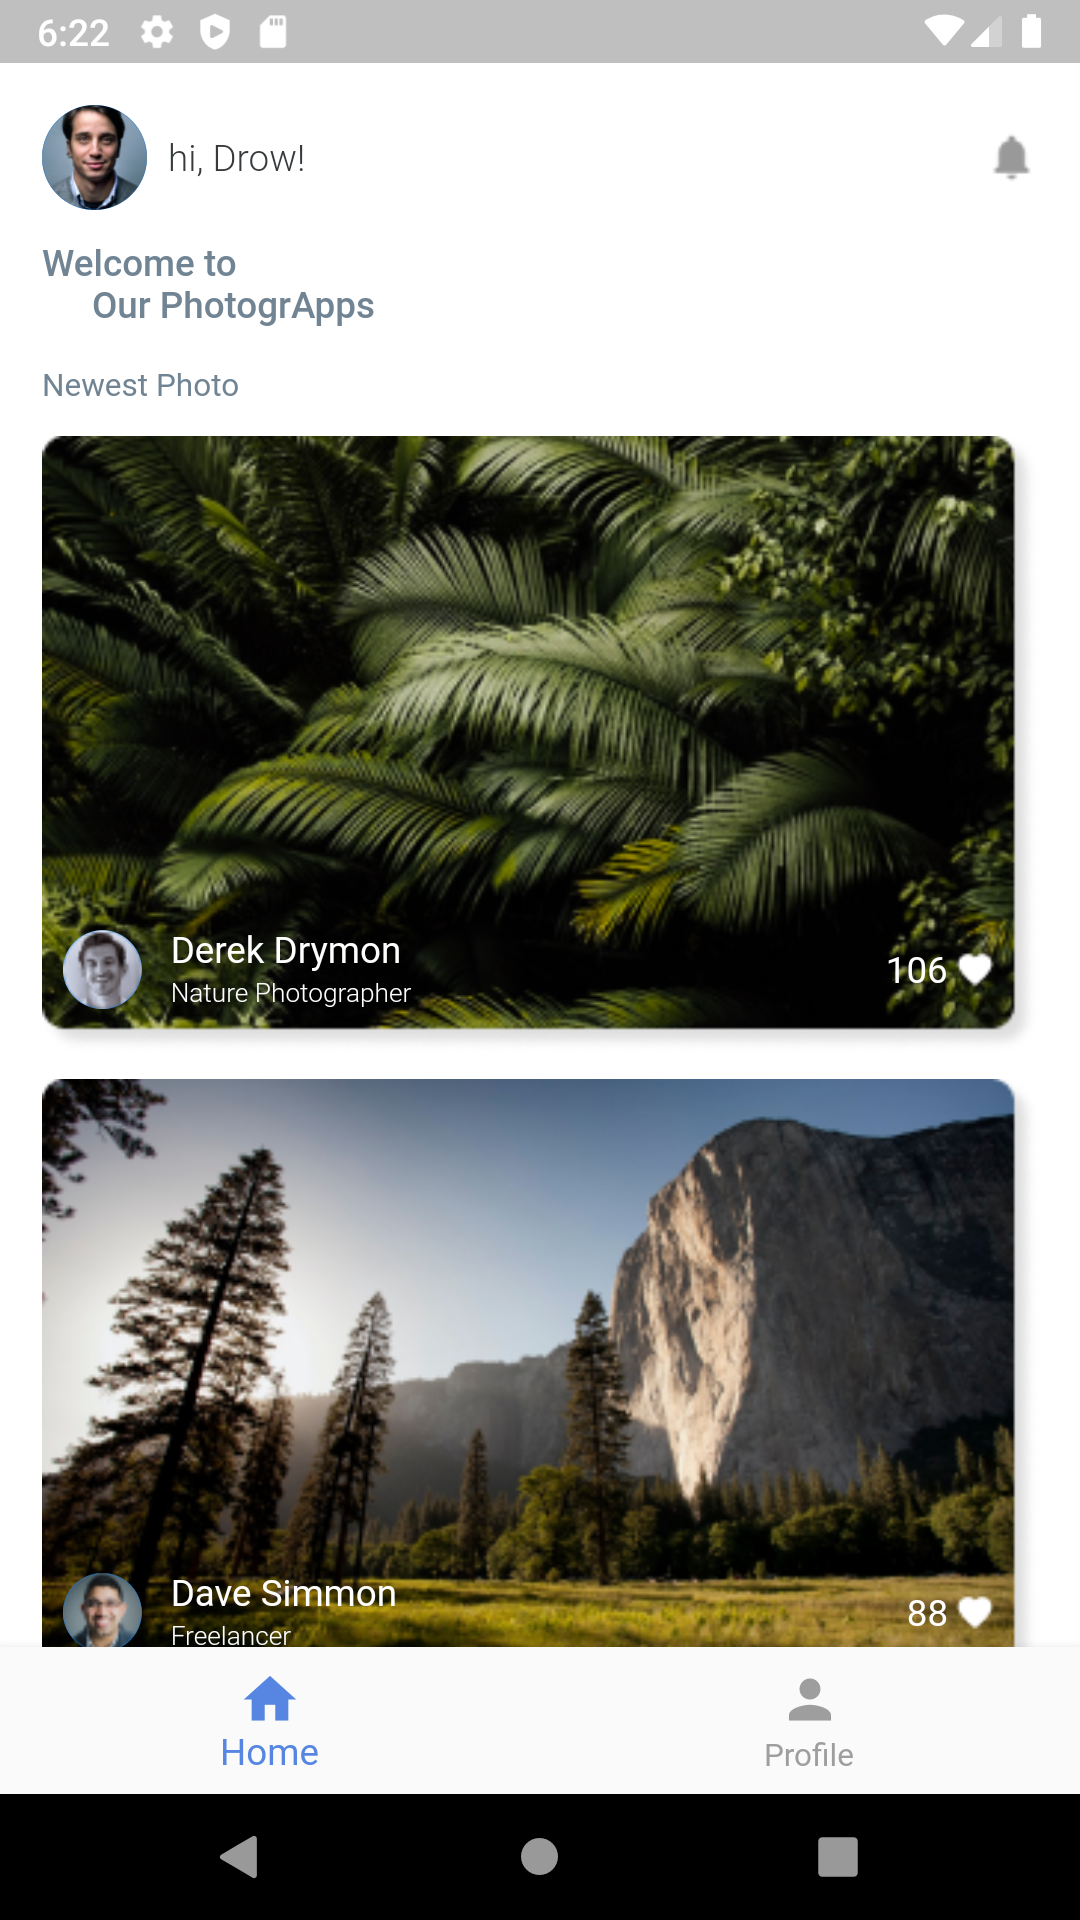 6:22
hi, Drow!
Welcome to
Our PhotogrApps
Newest Photo
Derek Drymon
Nature Photographer
106
Dave Simmon
Freelancer
88
Home
Profile